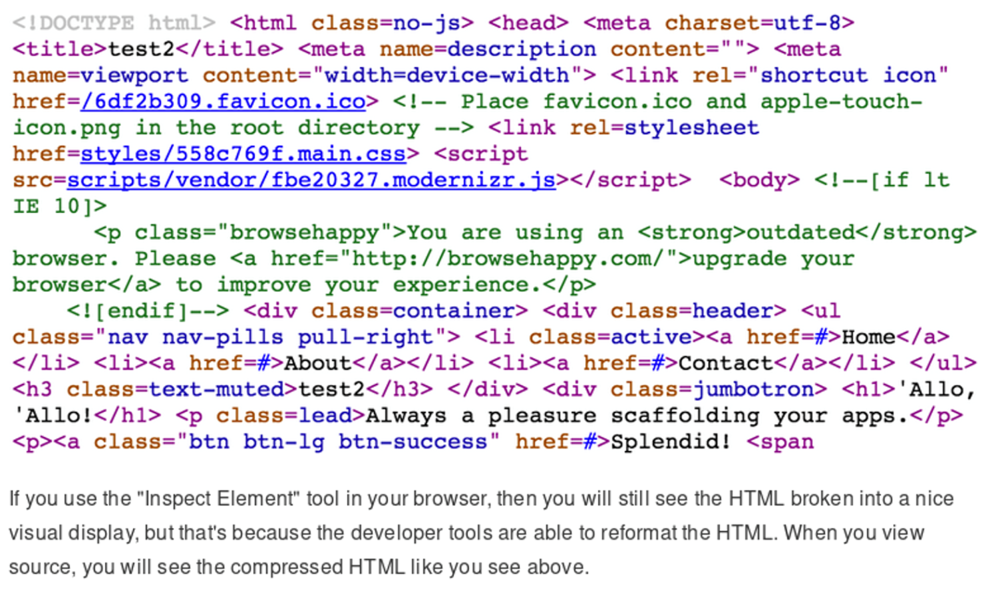 <!DOCTYPE html> <html class=no-js> <head> <meta charset=utf-8>
<title>test2</title> <meta name=description content=""> <meta
name=viewport content="width=device-width"> <link rel="shortcut icon"
href=/6df2b309.favicon.ico> <!-- Place favicon.ico and apple-touch-
icon.png in the root directory --> <link rel=stylesheet
href=styles/558c769f.main.css> <script
src=scripts/vendor/fbe20327.modernizr.js></script>  <body> <!--[if lt
IE 10]>
      <p class="browsehappy">You are using an <strong>outdated</strong>
browser. Please <a href="http://browsehappy.com/">upgrade your
browser</a> to improve your experience.</p>
    <![endif]--> <div class=container> <div class=header> <ul
class="nav nav-pills pull-right"> <li class=active><a href=#>Home</a>
</li> <li><a href=#>About</a></li> <li><a href=#>Contact</a></li> </ul>
<h3 class=text-muted>test2</h3> </div> <div class=jumbotron> <h1>'Allo,
'Allo!</h1> <p class=lead>Always a pleasure scaffolding your apps.</p>
<p><a class="btn btn-lg btn-success" href=#>Splendid! <span
If you use the "Inspect Element" tool in your browser, then you will still see the HTML broken into a nice
visual display, but that's because the developer tools are able to reformat the HTML. When you view
source, you will see the compressed HTML like you see above.